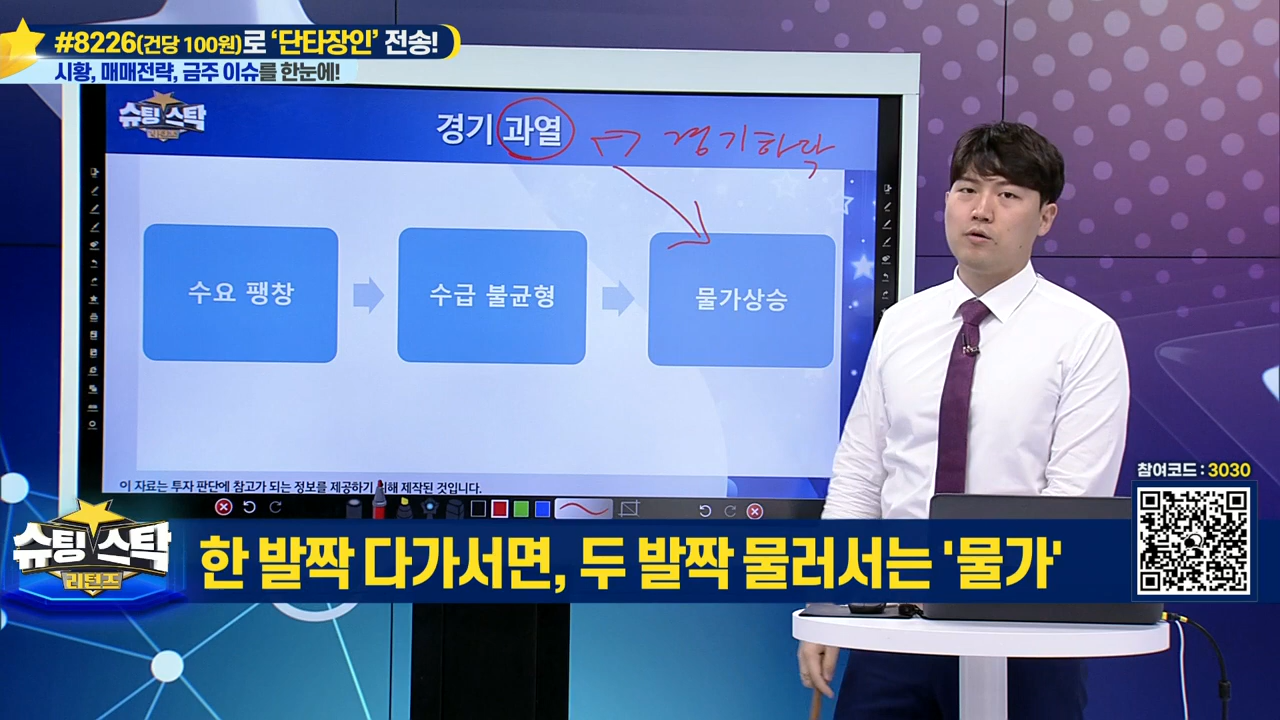 #8226(건당 100원)로 '단타장인' 전송!
시황, 매매전략, 금주 이슈를 한눈에!
슈팅 스탁
리턴즈
경기 과열
경기하락
수요 팽창
수급 불균형
물가상승
이 자료는 투자 판단에 참고가 되는 정보를 제공하기 위해 제작된 것입니다.
참여코드 : 3030
슈팅 스탁
리턴즈
한 발짝 다가서면, 두 발짝 물러서는 '물가'